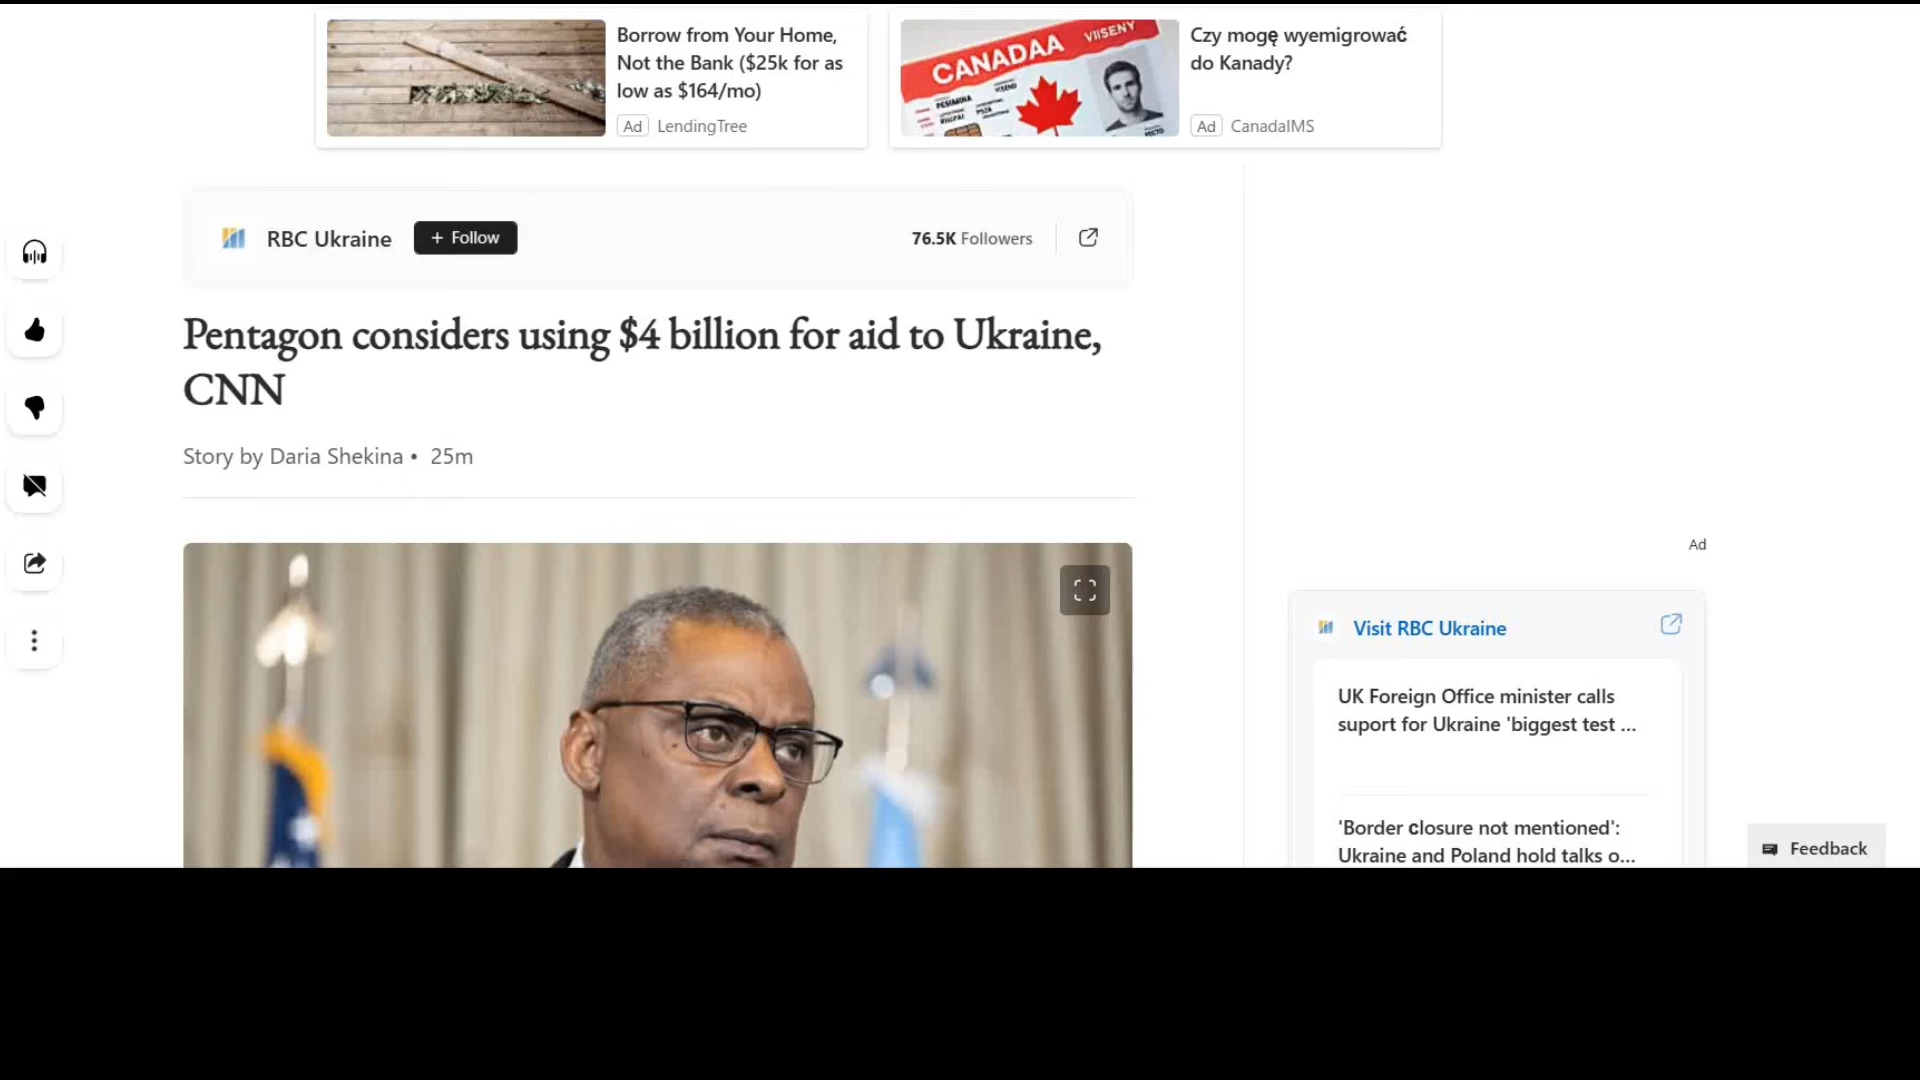 Borrow from Your Home,
Not the Bank ($25k for as
low as $164/mo)
Ad LendingTree
CANADAA
VIISENY
Czy mogę wyemigrować
do Kanady?
Ad CanadaIMS
RBC Ukraine
+ Follow
76.5K Followers
Pentagon considers using $4 billion for aid to Ukraine,
CNN
Story by Daria Shekina • 25m
Ad
Visit RBC Ukraine
UK Foreign Office minister calls
suport for Ukraine 'biggest test ...
'Border closure not mentioned':
Ukraine and Poland hold talks o...
Feedback